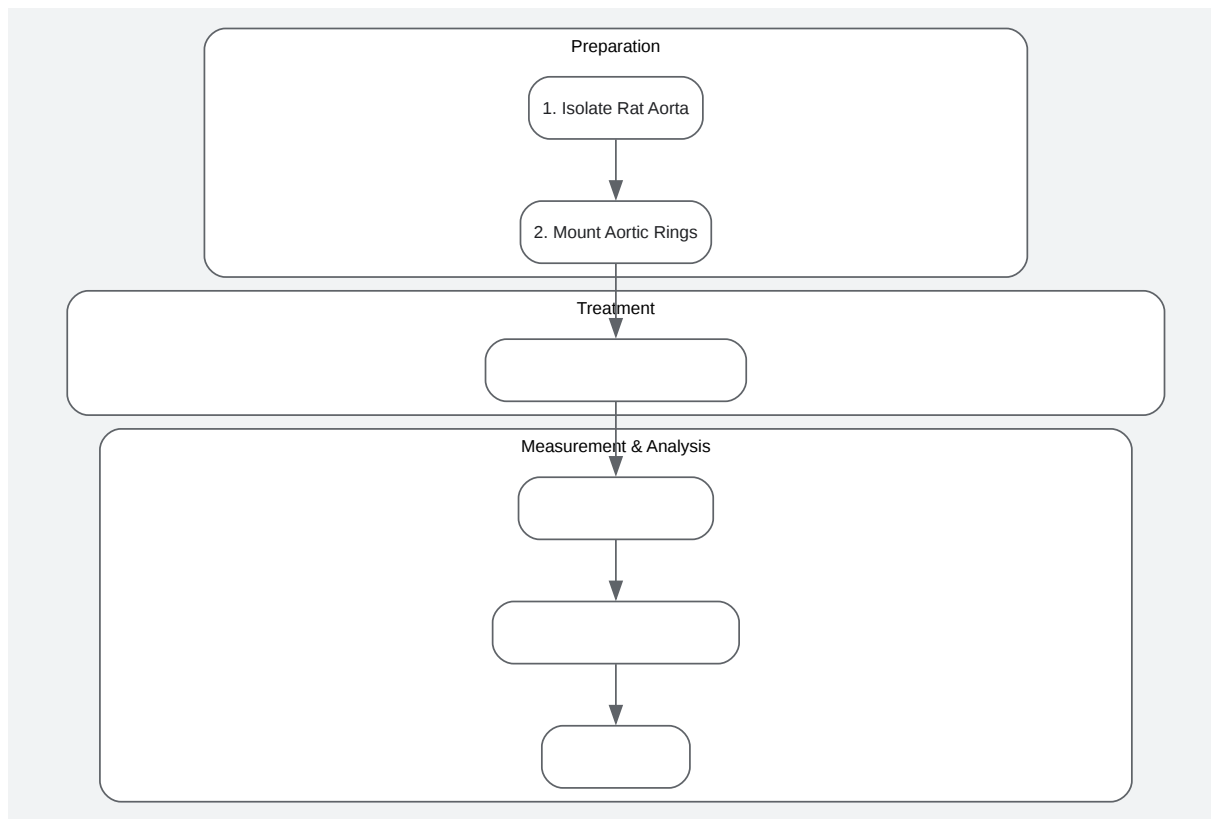 Preparation
1. Isolate Rat Aorta
2. Mount Aortic Rings
Treatment
Measurement & Analysis